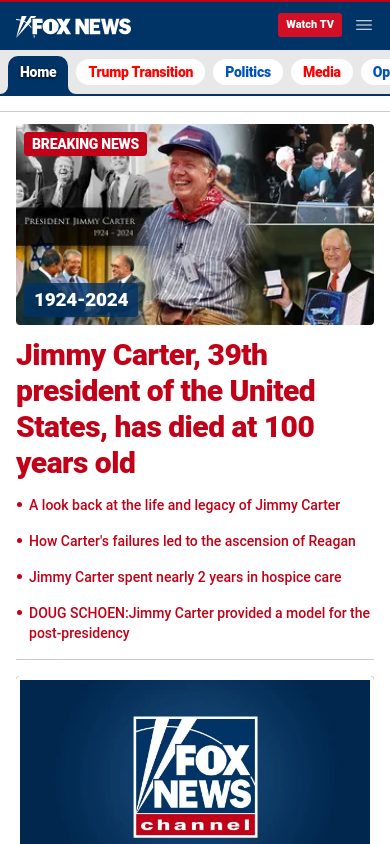 FOX NEWS
Watch TV
Home
Trump Transition
Politics
Media
Op
BREAKING NEWS
PRESIDENT JIMMY CARTER
1924 - 2024
1924-2024
Jimmy Carter, 39th
president of the United
States, has died at 100
years old
A look back at the life and legacy of Jimmy Carter
How Carter's failures led to the ascension of Reagan
Jimmy Carter spent nearly 2 years in hospice care
DOUG SCHOEN:Jimmy Carter provided a model for the
post-presidency
FOX
NEWS
channel